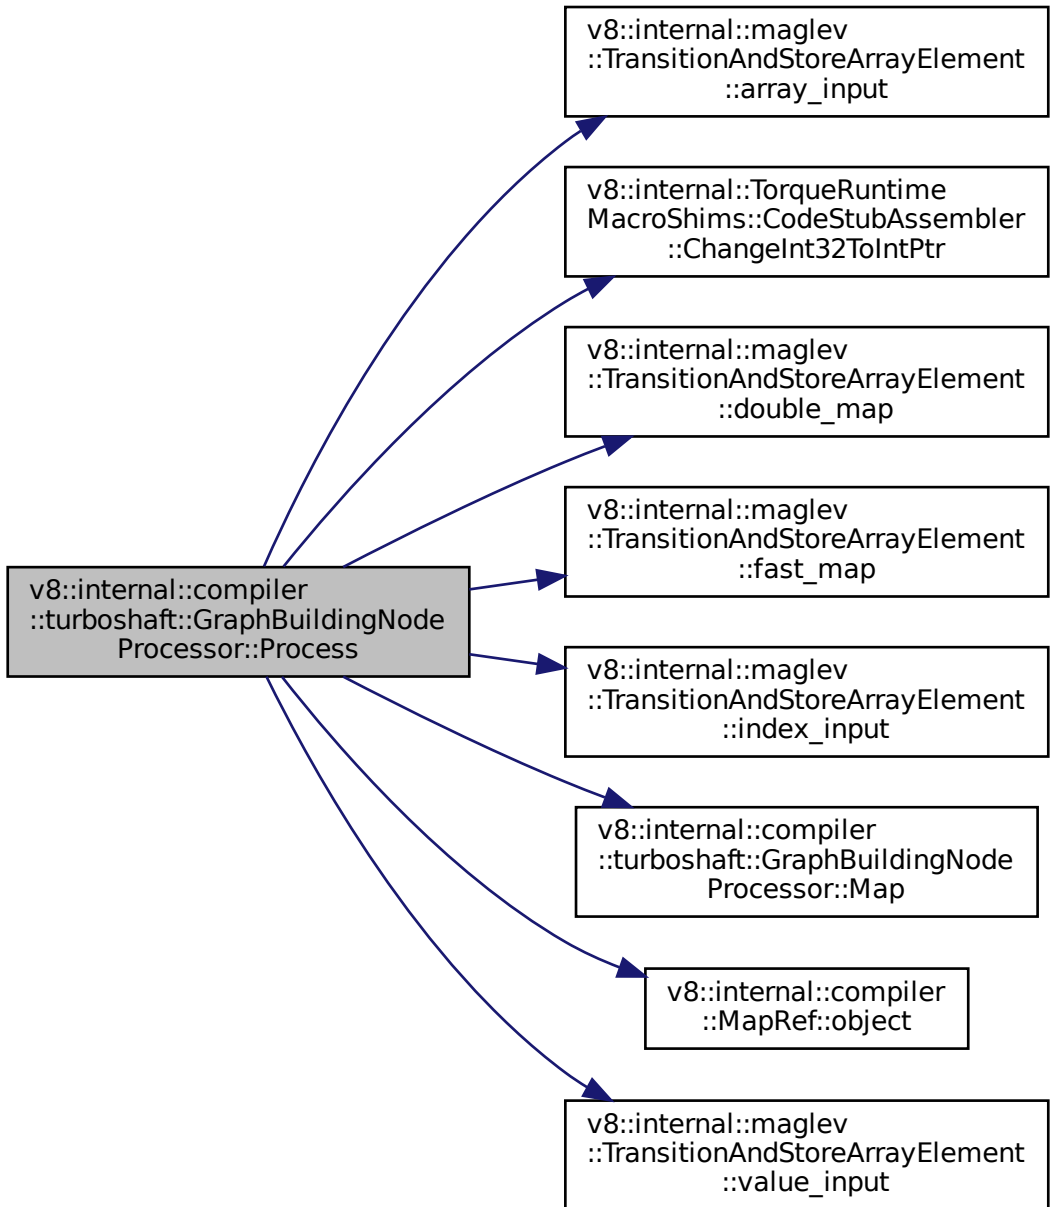 v8::internal::maglev
::TransitionAndStoreArrayElement
::array_input
v8::internal::TorqueRuntime
MacroShims::CodeStubAssembler
::ChangeInt32ToIntPtr
v8::internal::maglev
::TransitionAndStoreArrayElement
::double_map
v8::internal::maglev
::TransitionAndStoreArrayElement
::fast_map
v8::internal::compiler
::turboshaft::GraphBuildingNode
Processor::Process
v8::internal::maglev
::TransitionAndStoreArrayElement
::index_input
v8::internal::compiler
::turboshaft::GraphBuildingNode
Processor::Map
v8::internal::compiler
::MapRef::object
v8::internal::maglev
::TransitionAndStoreArrayElement
::value_input